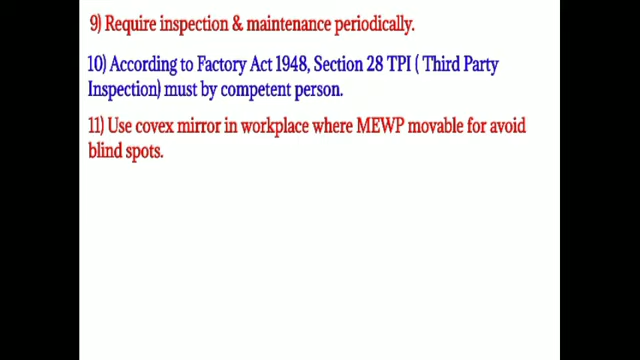 9) Require inspection & maintenance periodically.
10) According to Factory Act 1948, Section 28 TPI ( Third Party
Inspection) must by competent person.
11) Use covex mirror in workplace where MEWP movable for avoid
blind spots.